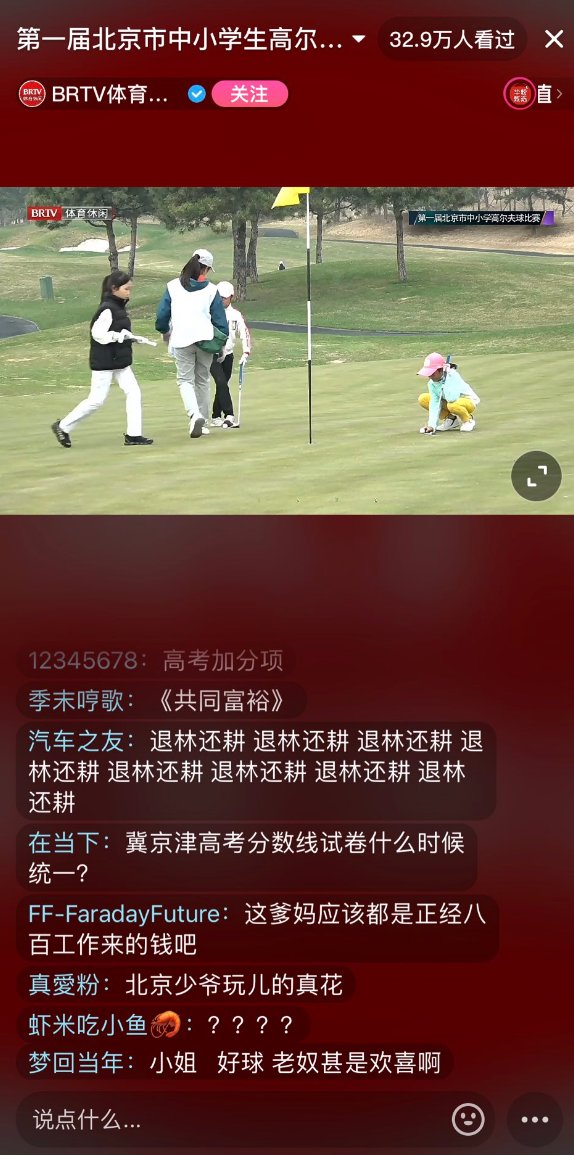 第一届北京市中小学生高尔...
32.9万人看过
BRTV体育...
关注
直
BRTV 体育休闲
第一届北京市中小学高尔夫球比赛
12345678： 高考加分项
季末哼歌： 《共同富裕》
汽车之友： 退林还耕 退林还耕 退林还耕 退
林还耕 退林还耕 退林还耕 退林还耕 退林
还耕
在当下： 冀京津高考分数线试卷什么时候
统一？
FF-FaradayFuture： 这爹妈应该都是正经八
百工作来的钱吧
真愛粉： 北京少爷玩儿的真花
虾米吃小鱼🦐： ？？？？
梦回当年： 小姐 好球 老奴甚是欢喜啊
说点什么...